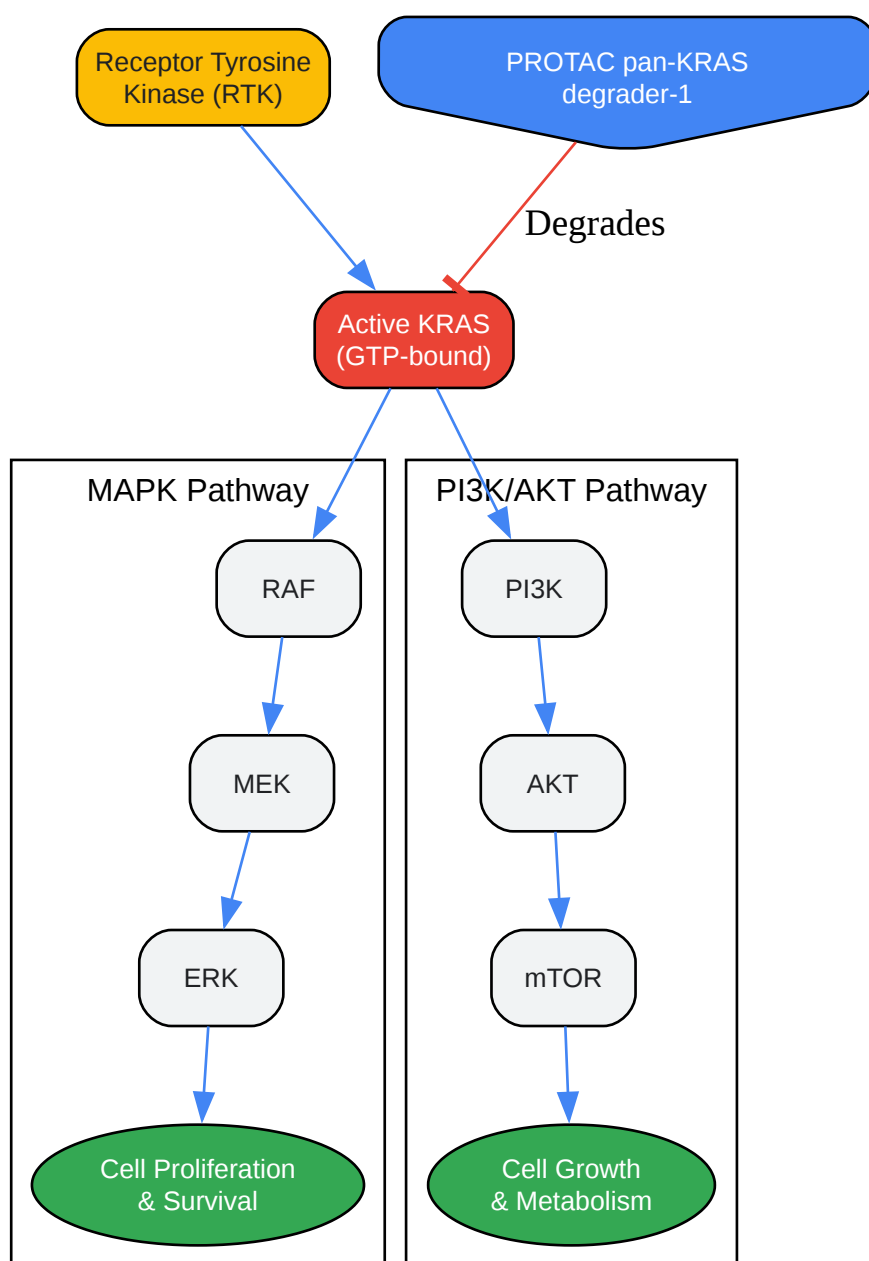 Receptor Tyrosine
Kinase (RTK)
PROTAC pan-KRAS
degrader-1
Degrades
Active KRAS
(GTP-bound)
MAPK Pathway
PI3K/AKT Pathway
RAF
PI3K
MEK
AKT
ERK
mTOR
Cell Proliferation
& Survival
Cell Growth
& Metabolism